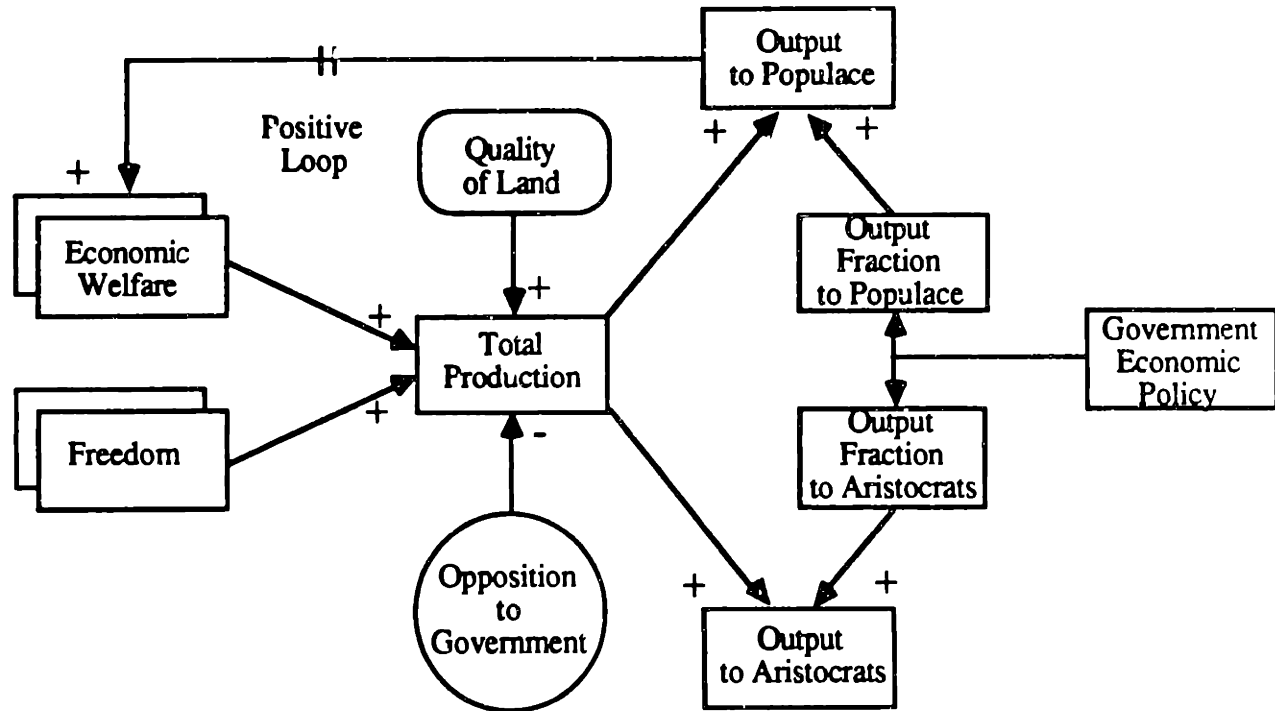 Output
to Populace
Positive
Loop
+
+
Quality
of Land
+
Economic
Welfare
Output
Fraction
to Populace
+
+
Total
Production
Government
Economic
Policy
Freedom
+
-
Output
Fraction
to Aristocrats
Opposition
to
Government
+
+
Output
to Aristocrats